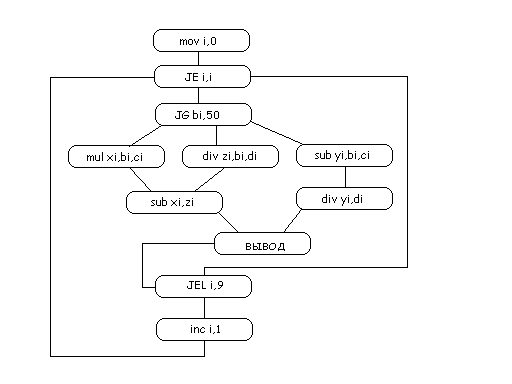 mov i,0
JE i,i
JG bi,50
mul xi,bi,ci
div zi,bi,di
sub yi,bi,ci
sub xi,zi
div yi,di
ВЫВОД
JEL i,9
inc i,1